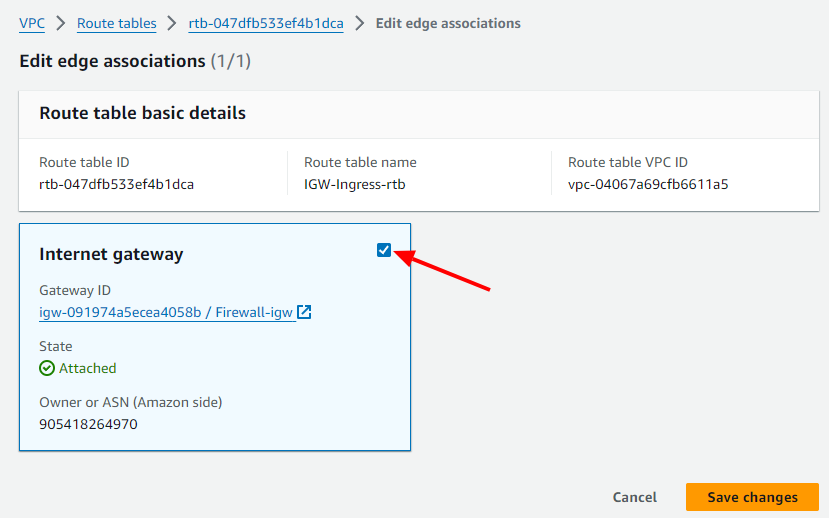 VPC > Route tables > rtb-047dfb533ef4b1dca > Edit edge associations
Edit edge associations (1/1)
Route table basic details
Route table ID Route table name Route table VPC ID
rtb-047dfb533ef4b1dca IGW-Ingress-rtb vpc-04067a69cfb6611a5
Internet gateway
Gateway ID
igw-091974a5ecea4058b / Firewall-igw
State
Attached
Owner or ASN (Amazon side)
905418264970
Cancel Save changes